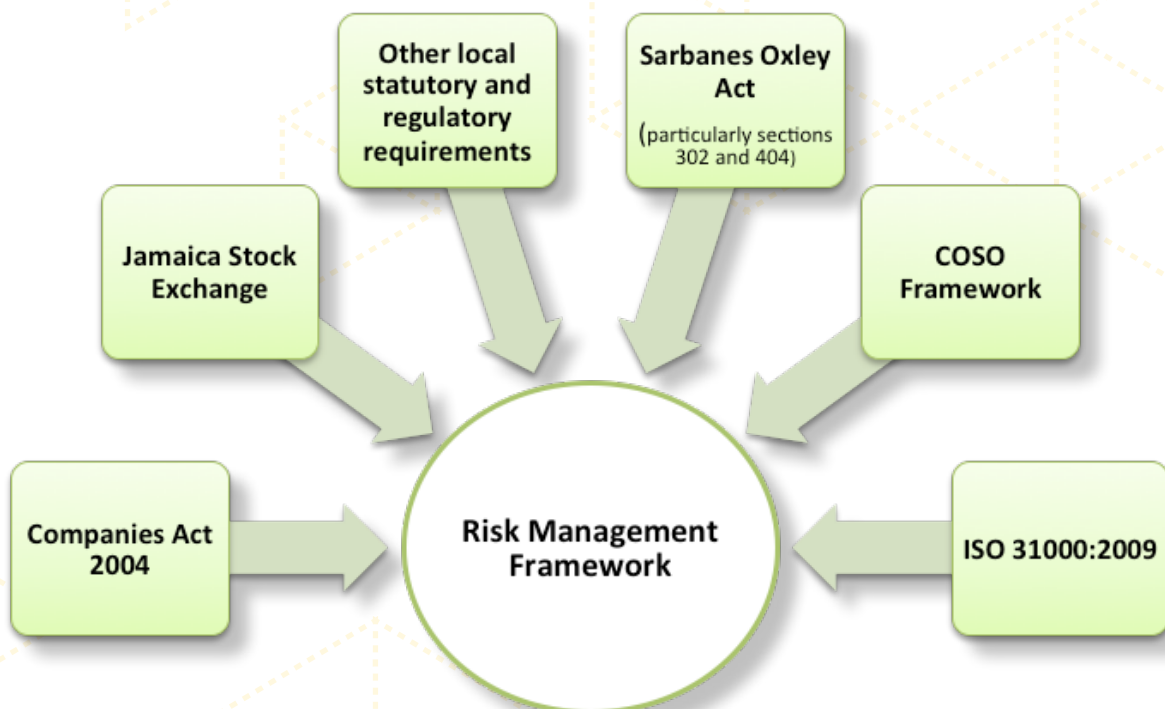 Other local
statutory and
regulatory
requirements
Sarbanes Oxley
Act
(particularly sections
302 and 404)
Jamaica Stock
Exchange
COSO
Framework
Companies Act
2004
Risk Management
Framework
ISO 31000:2009